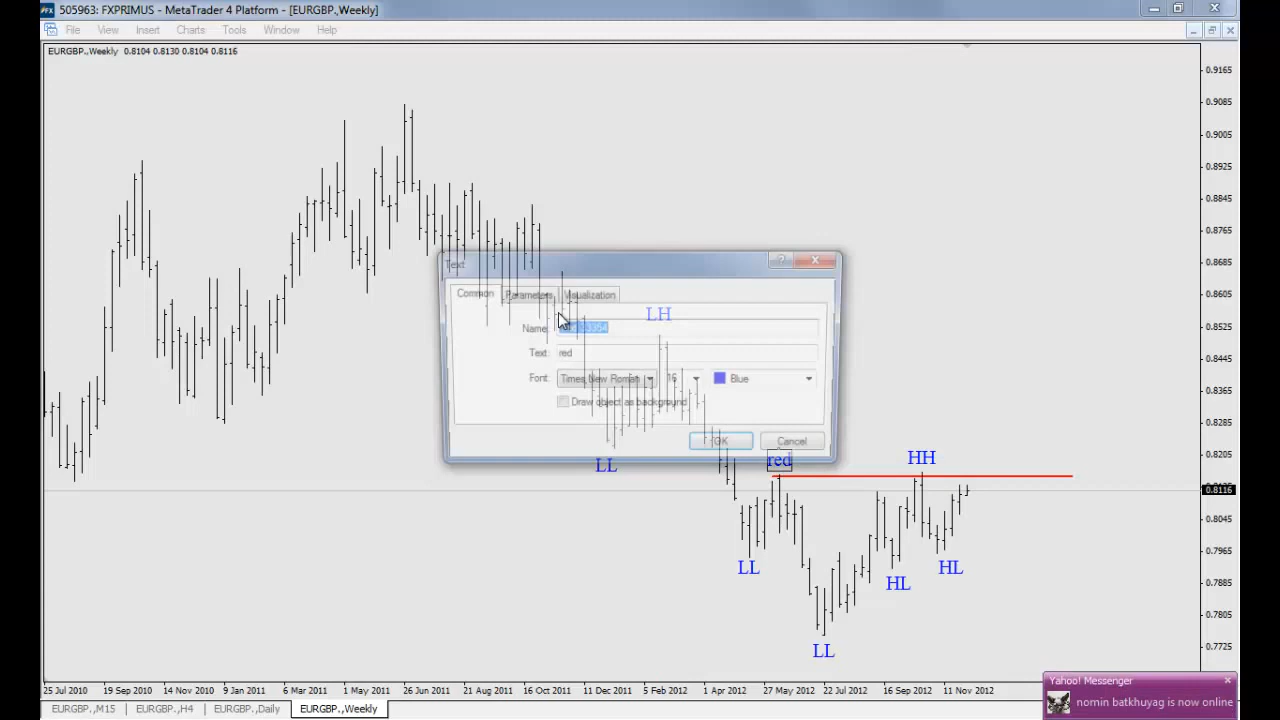 505963: FXPRIMUS - MetaTrader 4 Platform - [EURGBP.,Weekly]
File View Insert Charts Tools Window Help
EURGBP.,Weekly 0.8104 0.8130 0.8104 0.8116
0.9165
0.9085
0.9005
0.8925
0.8845
0.8765
0.8685
0.8605
0.8525
0.8445
0.8365
0.8285
0.8205
0.8116
0.8045
0.7965
0.7885
0.7805
0.7725
Text
Common Parameters Visualization
LH
Name:
Text: red
Font: Times New Roman 16 Blue
Draw object as background
OK Cancel
LL red HH
LL HL HL
LL
25 Jul 2010 19 Sep 2010 14 Nov 2010 9 Jan 2011 6 Mar 2011 1 May 2011 26 Jun 2011 21 Aug 2011 16 Oct 2011 11 Dec 2011 5 Feb 2012 1 Apr 2012 27 May 2012 22 Jul 2012 16 Sep 2012 11 Nov 2012
EURGBP.,M15 EURGBP.,H4 EURGBP.,Daily EURGBP.,Weekly
Yahoo! Messenger
nomin batkhuyag is now online